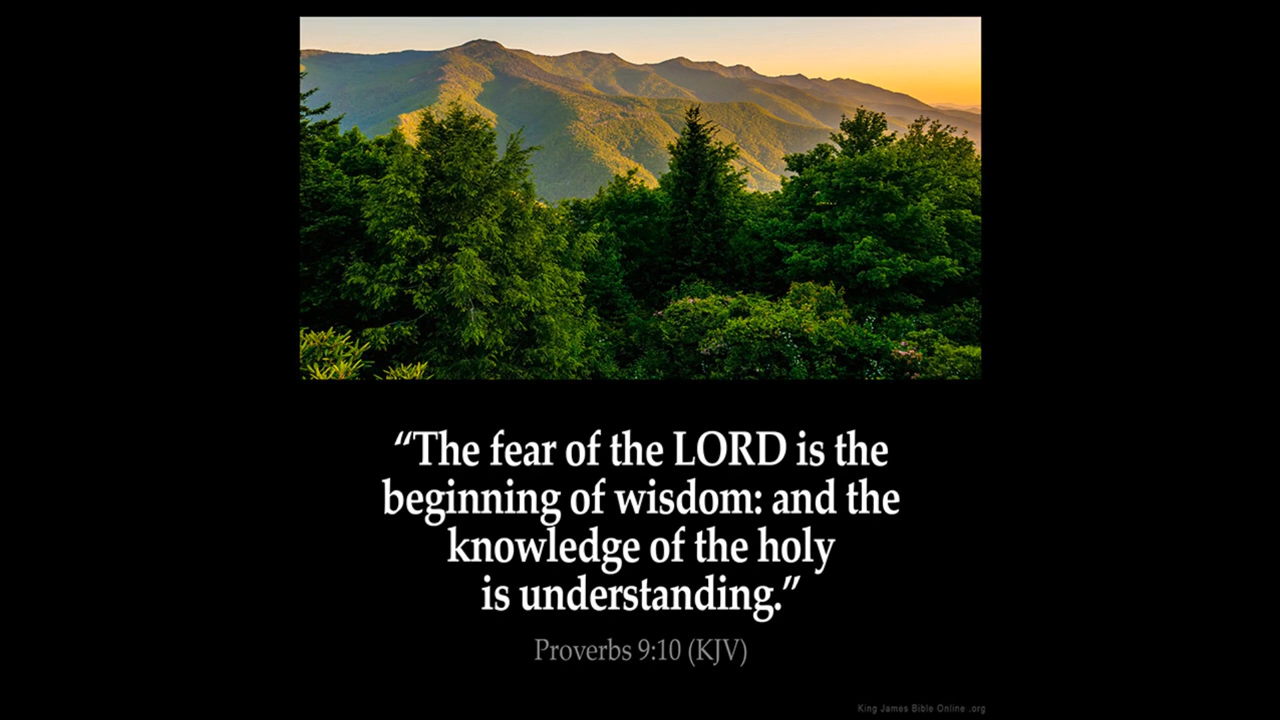 “The fear of the LORD is the
beginning of wisdom: and the
knowledge of the holy
is understanding.”
Proverbs 9:10 (KJV)
King James Bible Online .org